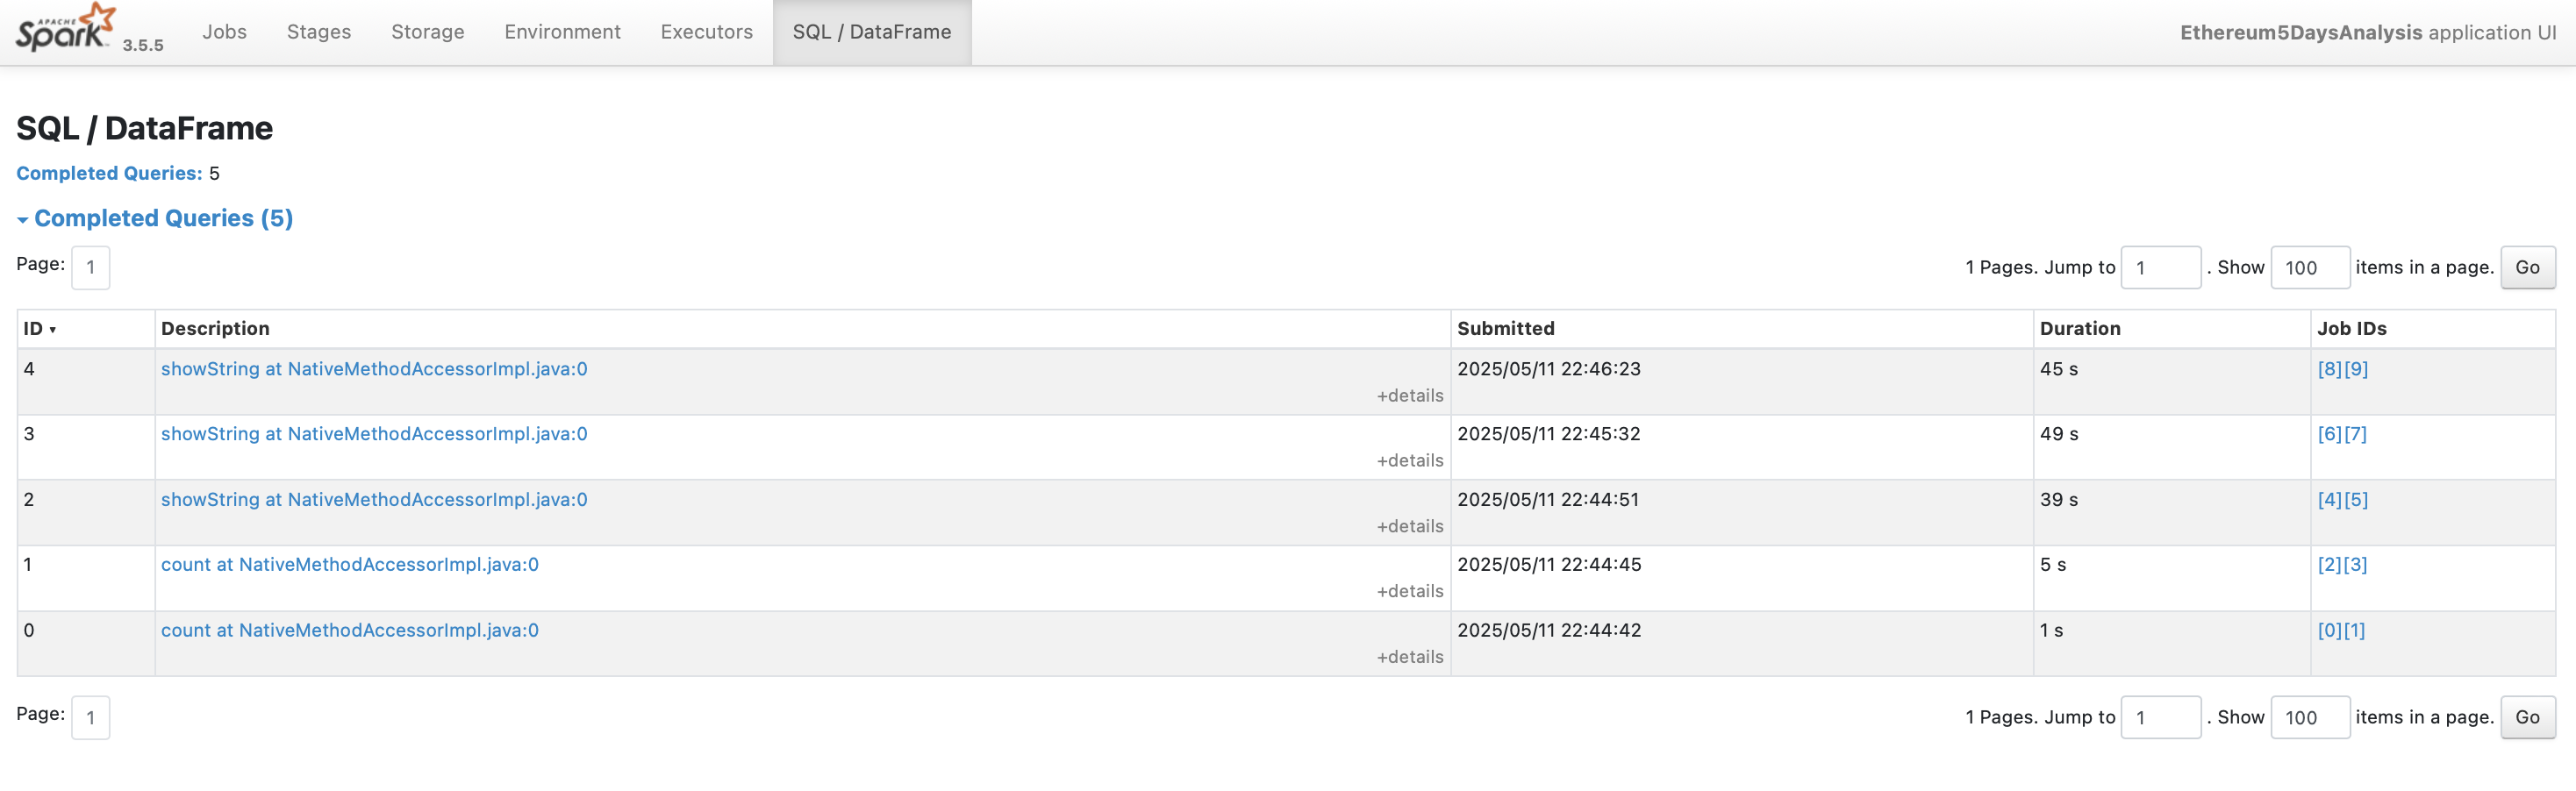 APACHE Spark 3.5.5 Jobs Stages Storage Environment Executors SQL / DataFrame Ethereum5DaysAnalysis application UI
SQL / DataFrame
Completed Queries: 5
Completed Queries (5)
Page: 1 1 Pages. Jump to 1 . Show 100 items in a page. Go
ID Description Submitted Duration Job IDs
4 showString at NativeMethodAccessorImpl.java:0 2025/05/11 22:46:23 45 s [8][9]
+details
3 showString at NativeMethodAccessorImpl.java:0 2025/05/11 22:45:32 49 s [6][7]
+details
2 showString at NativeMethodAccessorImpl.java:0 2025/05/11 22:44:51 39 s [4][5]
+details
1 count at NativeMethodAccessorImpl.java:0 2025/05/11 22:44:45 5 s [2][3]
+details
0 count at NativeMethodAccessorImpl.java:0 2025/05/11 22:44:42 1 s [0][1]
+details
Page: 1 1 Pages. Jump to 1 . Show 100 items in a page. Go